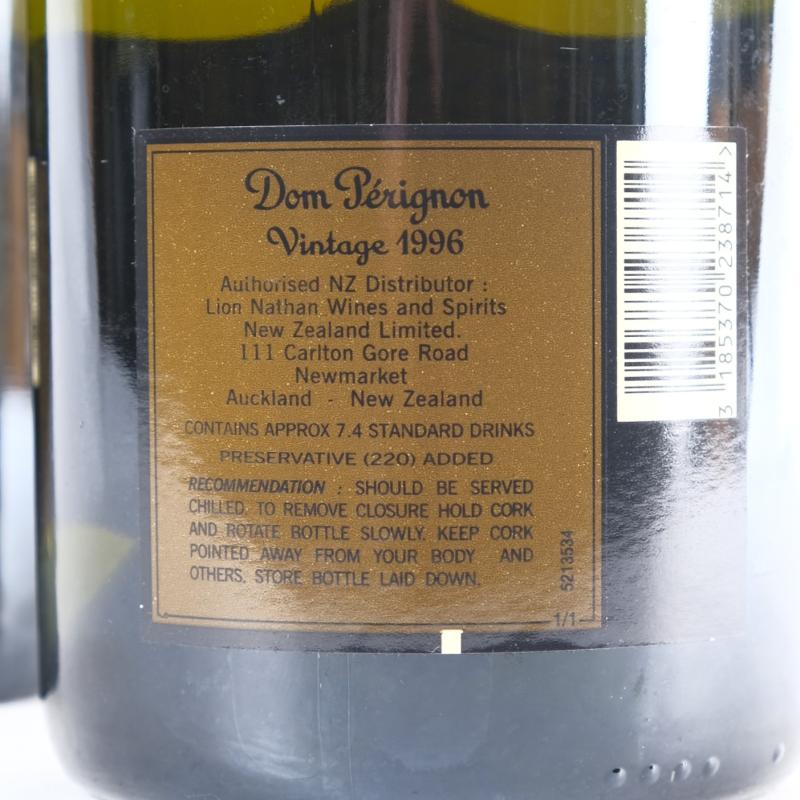 Dom Pérignon
Vintage 1996
Authorised NZ Distributor :
Lion Nathan Wines and Spirits
New Zealand Limited.
111 Carlton Gore Road
Newmarket
Auckland - New Zealand
CONTAINS APPROX 7.4 STANDARD DRINKS
PRESERVATIVE (220) ADDED
RECOMMENDATION : SHOULD BE SERVED
CHILLED. TO REMOVE CLOSURE HOLD CORK
AND ROTATE BOTTLE SLOWLY. KEEP CORK
POINTED AWAY FROM YOUR BODY AND
OTHERS. STORE BOTTLE LAID DOWN.
5213534
1/1
3 185370 238714 >